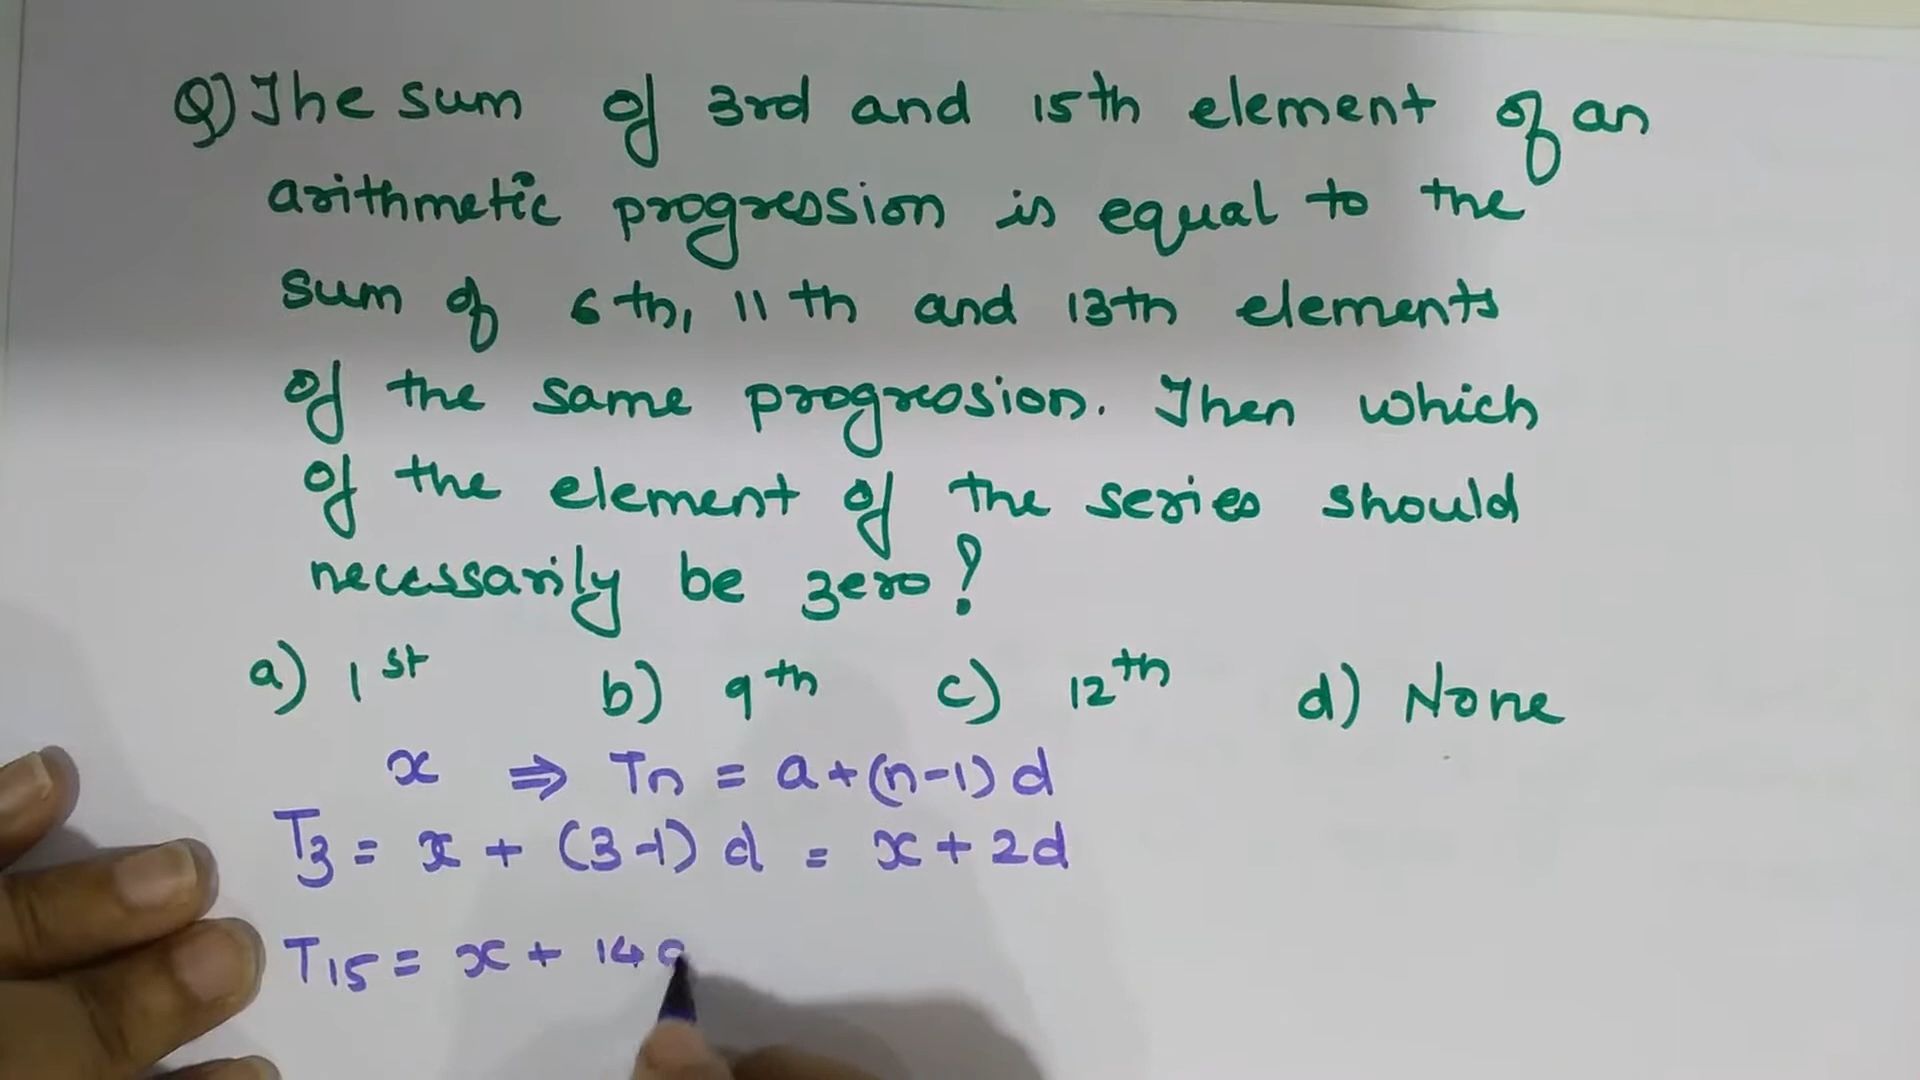 Q) The sum of 3rd and 15th element of an
arithmetic progression is equal to the
sum of 6th, 11th and 13th elements
of the same progression. Then which
of the element of the series should
necessarily be zero?
a) 1st b) 9th c) 12th d) None
x ⇒ Tn = a+(n-1)d
T3 = x + (3-1)d = x + 2d
T15 = x + 14